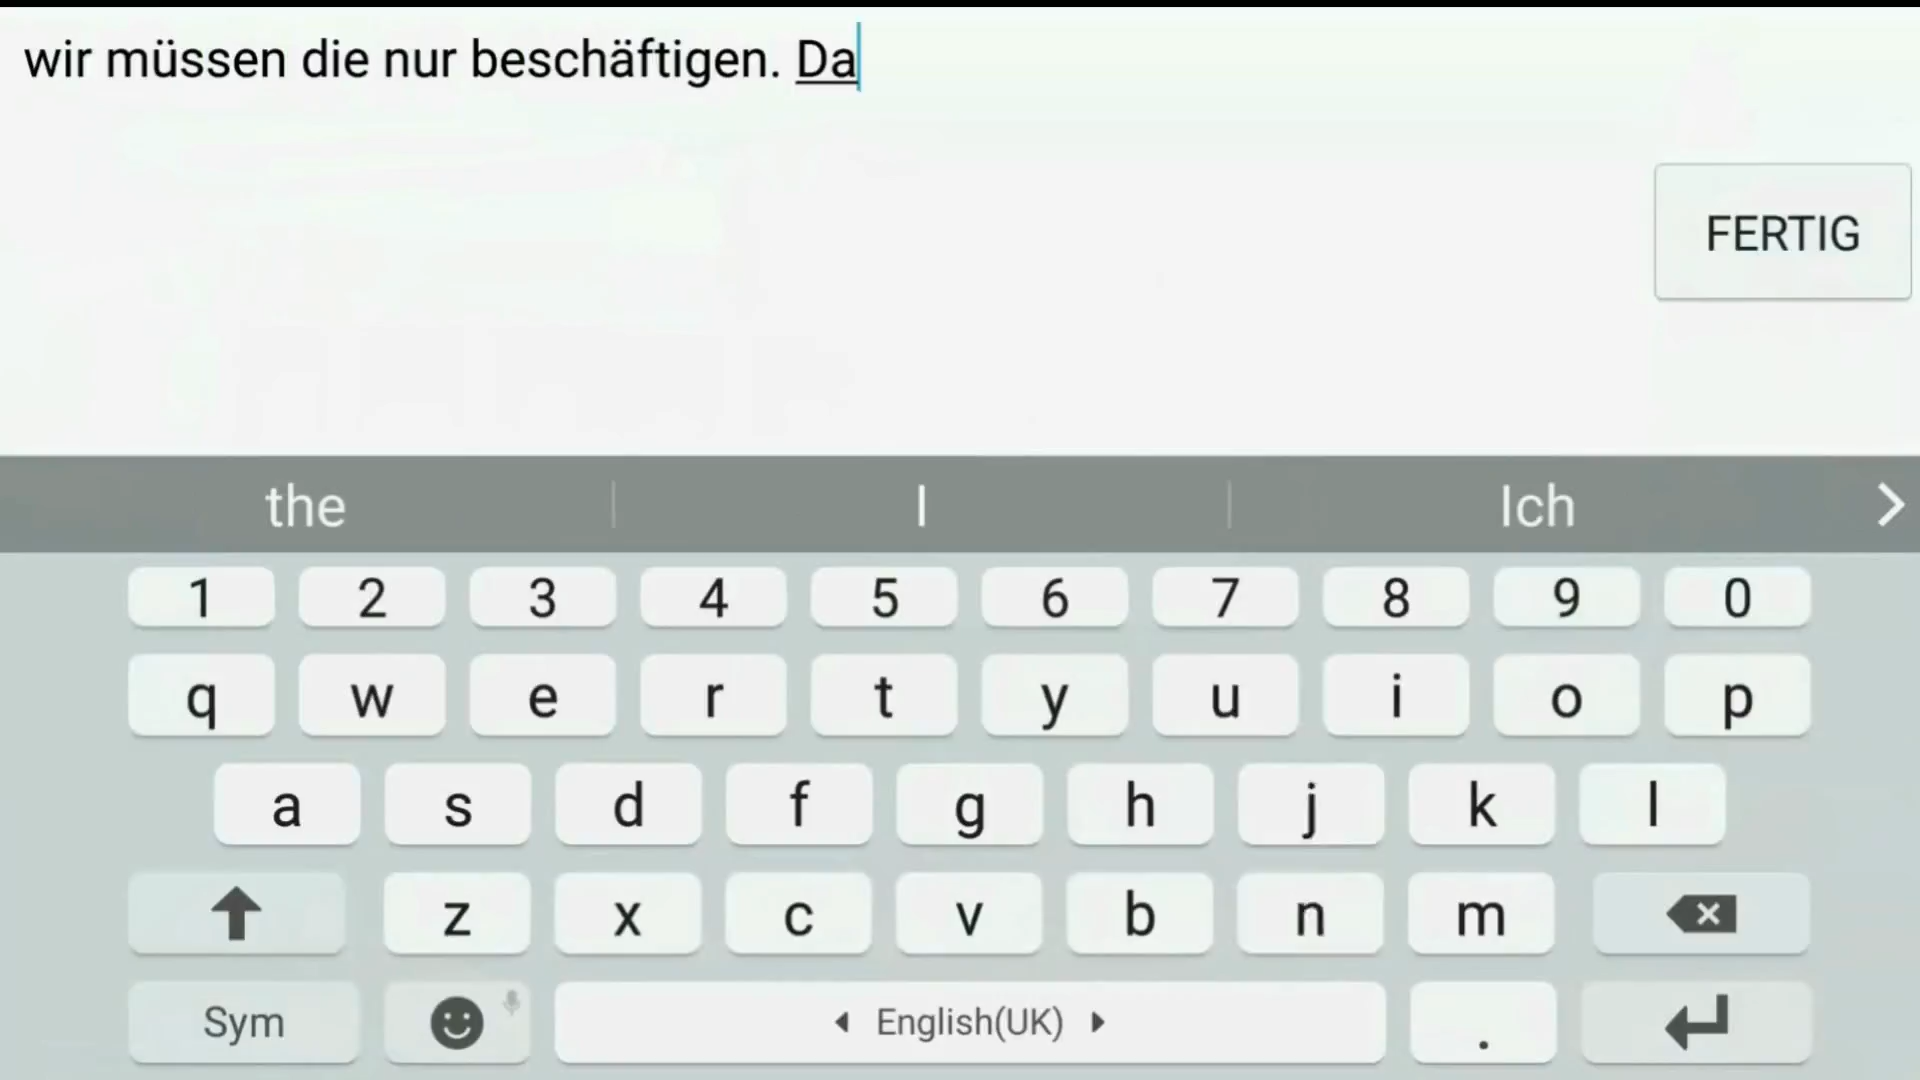 wir müssen die nur beschäftigen. Da
FERTIG
the I Ich
1 2 3 4 5 6 7 8 9 0
q w e r t y u i o p
a s d f g h j k l
z x c v b n m
Sym English(UK) .